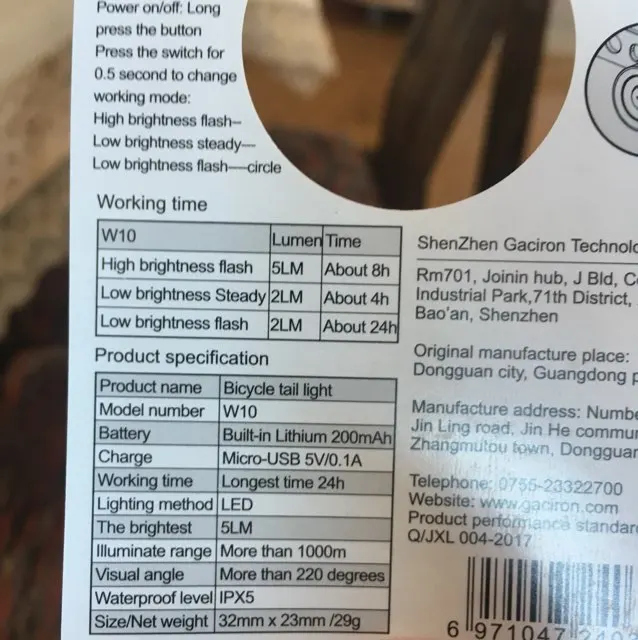 Power on/off: Long
press the button
Press the switch for
0.5 second to change
working mode:
High brightness flash–
Low brightness steady—
Low brightness flash—circle
Working time
W10 Lumen Time
High brightness flash 5LM About 8h
Low brightness Steady 2LM About 4h
Low brightness flash 2LM About 24h
Product specification
Product name Bicycle tail light
Model number W10
Battery Built-in Lithium 200mAh
Charge Micro-USB 5V/0.1A
Working time Longest time 24h
Lighting method LED
The brightest 5LM
Illuminate range More than 1000m
Visual angle More than 220 degrees
Waterproof level IPX5
Size/Net weight 32mm x 23mm /29g
ShenZhen Gaciron Technolo
Rm701, Joinin hub, J Bld,
Industrial Park,71th District,
Bao'an, Shenzhen
Original manufacture place:
Dongguan city, Guangdong p
Manufacture address: Numbe
Jin Ling road, Jin He commu
Zhangmutou town, Dongguan
Telephone: 0755-23322700
Website: www.gaciron.com
Product performance standar
Q/JXL 004-2017
6 971047